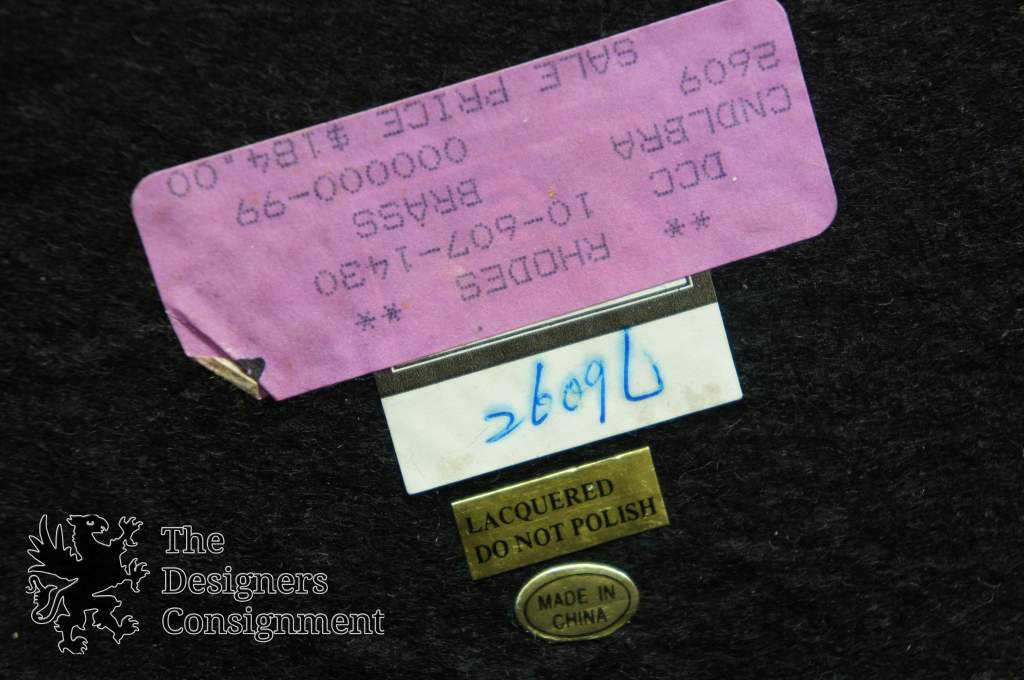 ** RHODES **
DCC 10-607-1430
CNDLBRA BRASS
2609 000000-99
SALE PRICE $184.00
2609L
LACQUERED
DO NOT POLISH
MADE IN
CHINA
The
Designers
Consignment